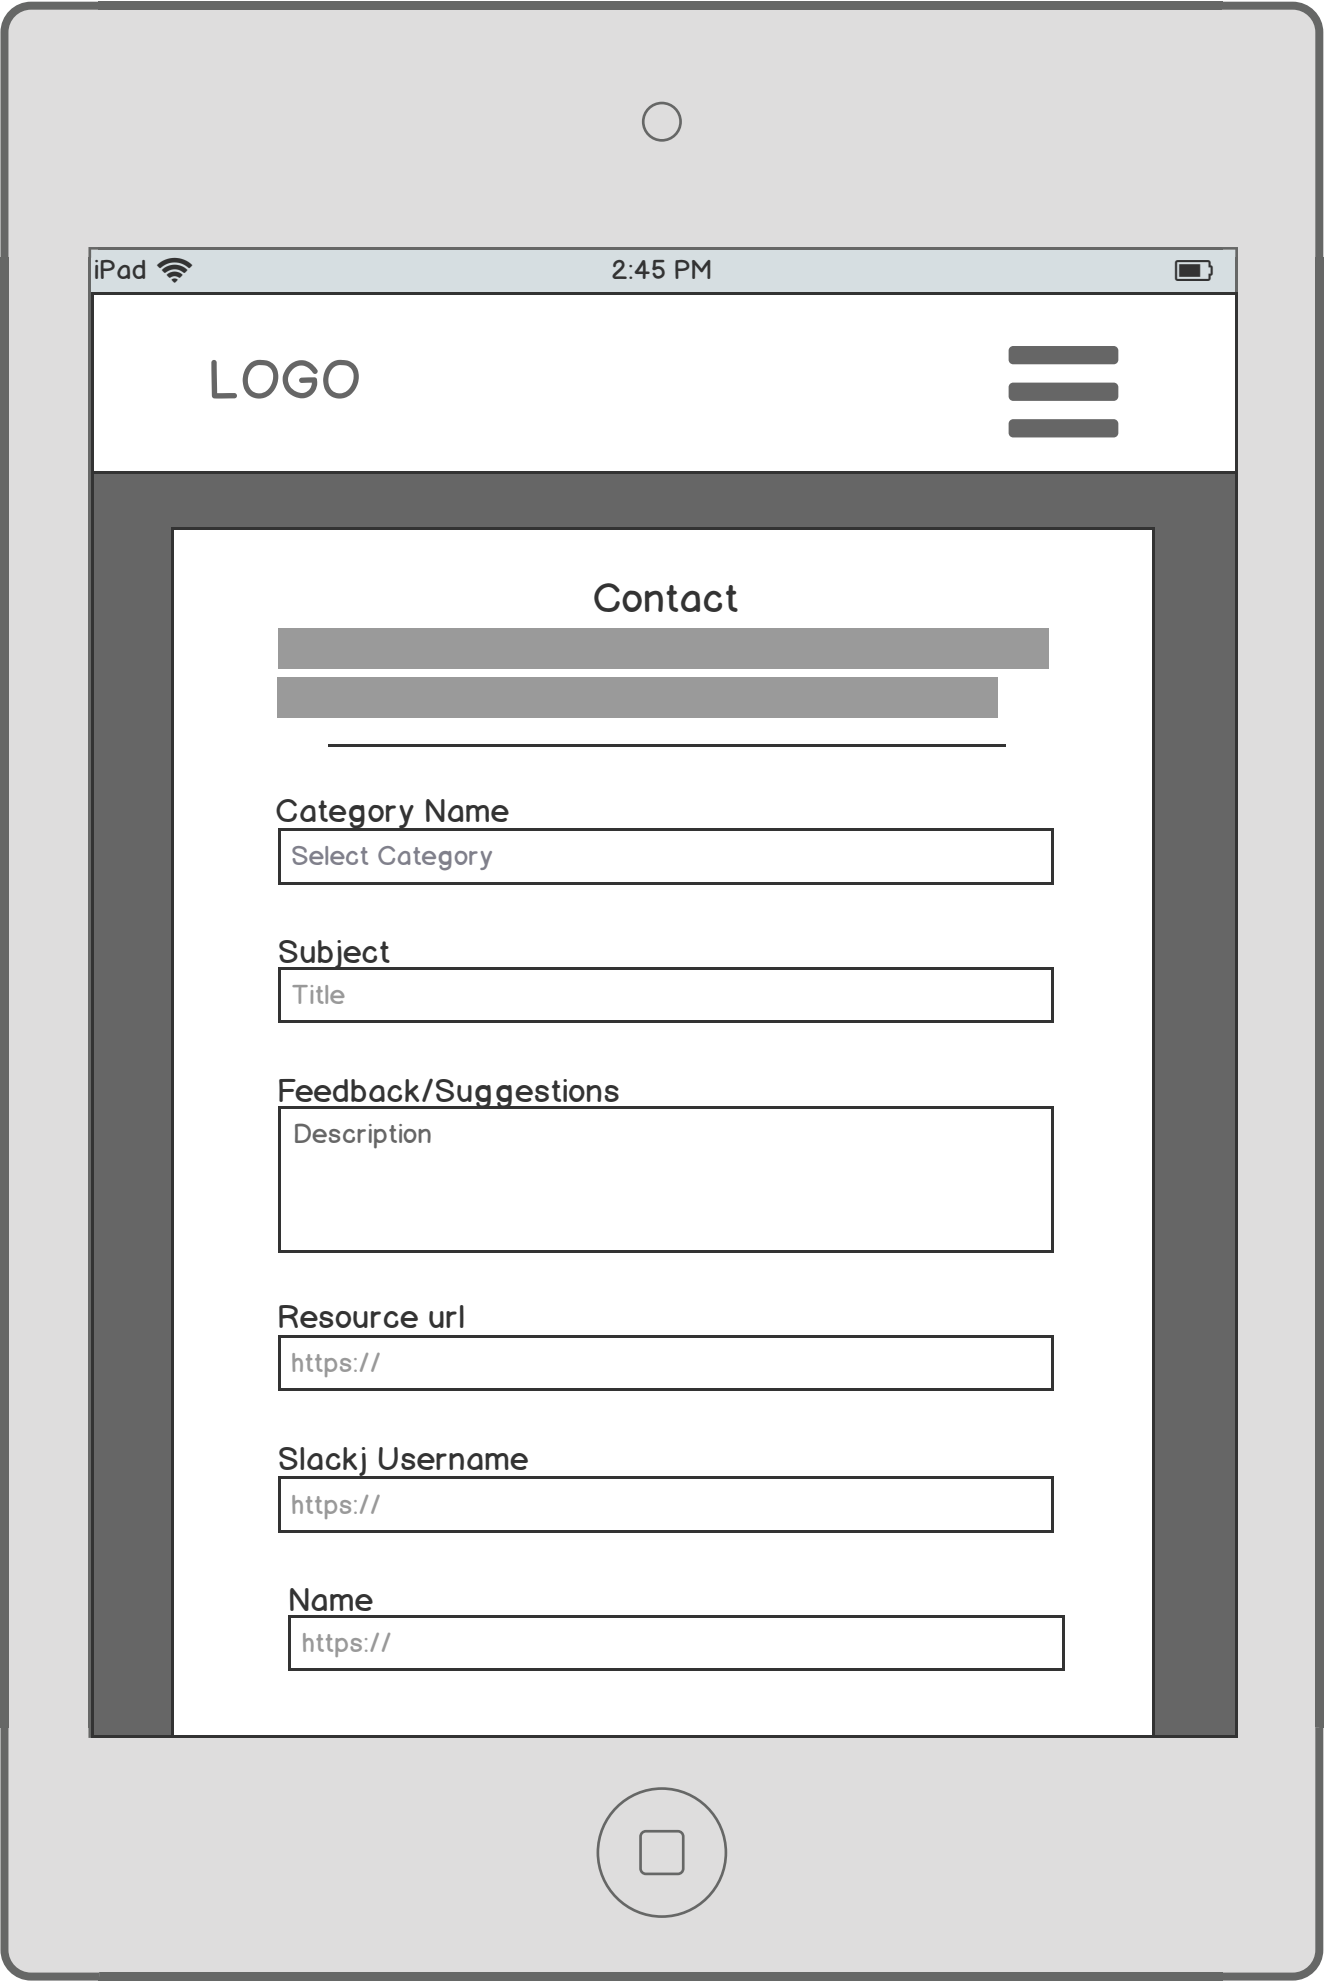 iPad 2:45 PM
LOGO
Contact
Category Name
Select Category
Subject
Title
Feedback/Suggestions
Description
Resource url
https://
Slackj Username
https://
Name
https://